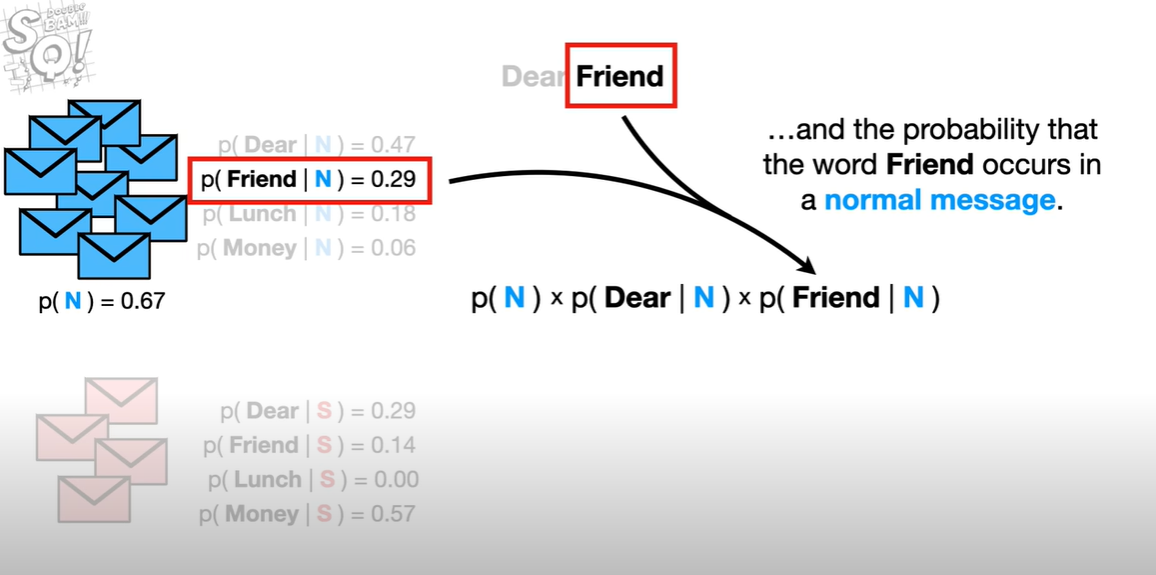 DOUBLE
BAM!!!
SQ!
Dear Friend
p( Dear | N ) = 0.47
p( Friend | N ) = 0.29
p( Lunch | N ) = 0.18
p( Money | N ) = 0.06
p( N ) = 0.67
...and the probability that
the word Friend occurs in
a normal message.
p( N ) x p( Dear | N ) x p( Friend | N )
p( Dear | S ) = 0.29
p( Friend | S ) = 0.14
p( Lunch | S ) = 0.00
p( Money | S ) = 0.57